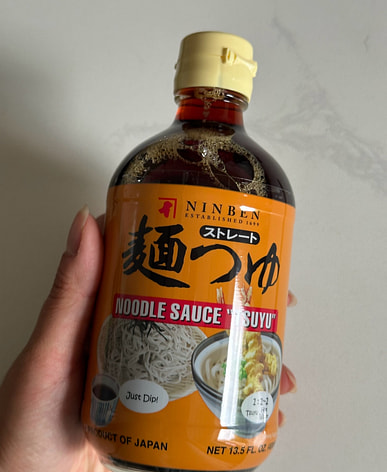 NINBEN
ESTABLISHED 1699
ストレート
麺つゆ
NOODLE SAUCE "TSUYU"
Just Dip!
PRODUCT OF JAPAN
NET 13.5 FL